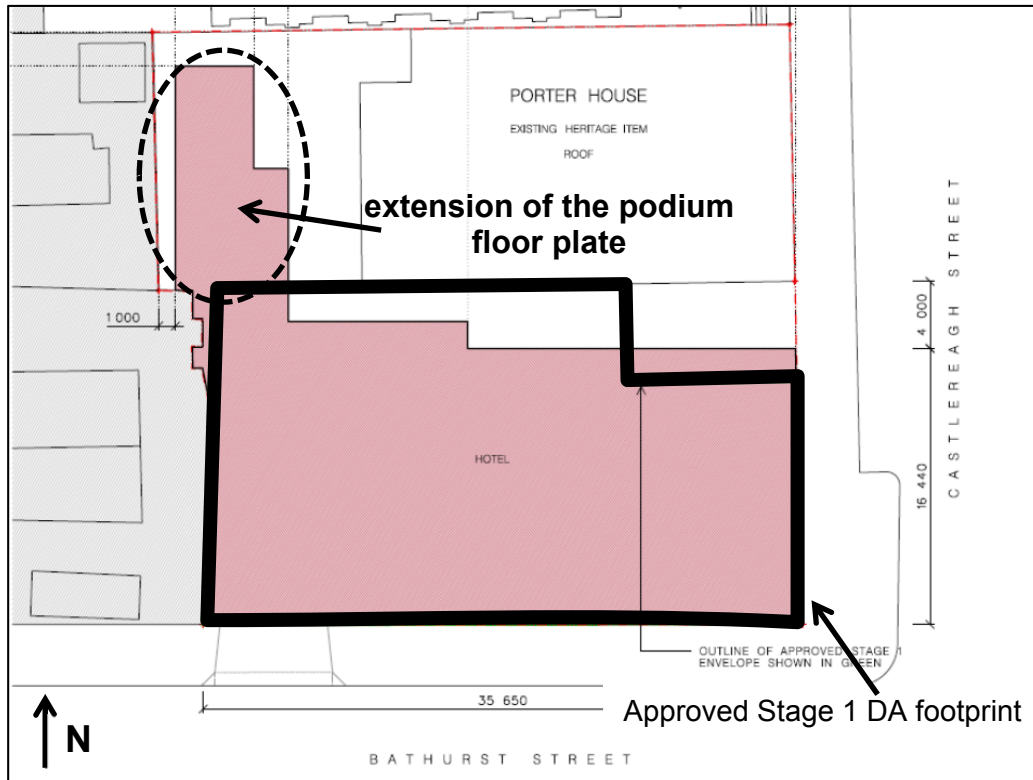 PORTER HOUSE
EXISTING HERITAGE ITEM
ROOF
extension of the podium
floor plate
CASTLEREAGH STREET
1 000
4 000
16 440
HOTEL
OUTLINE OF APPROVED STAGE 1
ENVELOPE SHOWN IN GREEN
35 650
Approved Stage 1 DA footprint
N
BATHURST STREET